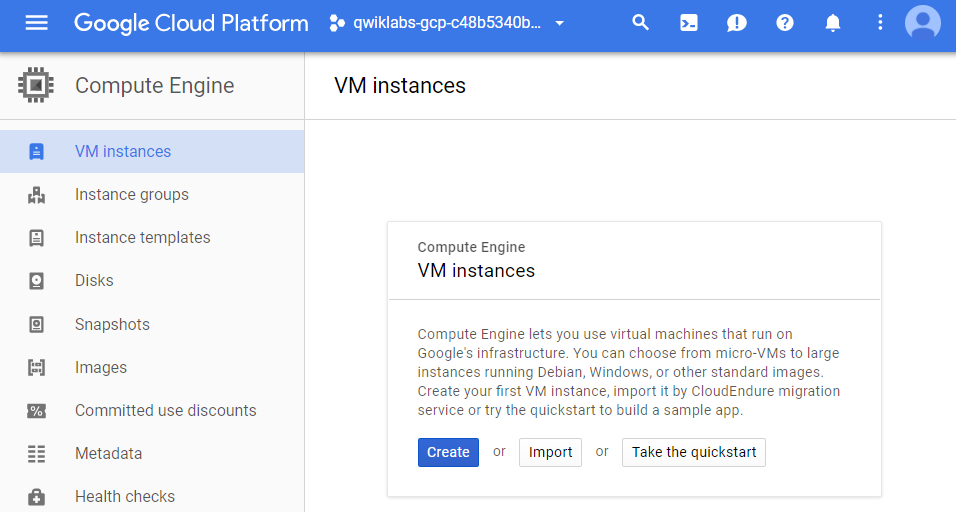 Google Cloud Platform
qwiklabs-gcp-c48b5340b...
Compute Engine
VM instances
VM instances
Instance groups
Instance templates
Disks
Snapshots
Images
Committed use discounts
Metadata
Health checks
Compute Engine
VM instances
Compute Engine lets you use virtual machines that run on
Google's infrastructure. You can choose from micro-VMs to large
instances running Debian, Windows, or other standard images.
Create your first VM instance, import it by CloudEndure migration
service or try the quickstart to build a sample app.
Create or Import or Take the quickstart